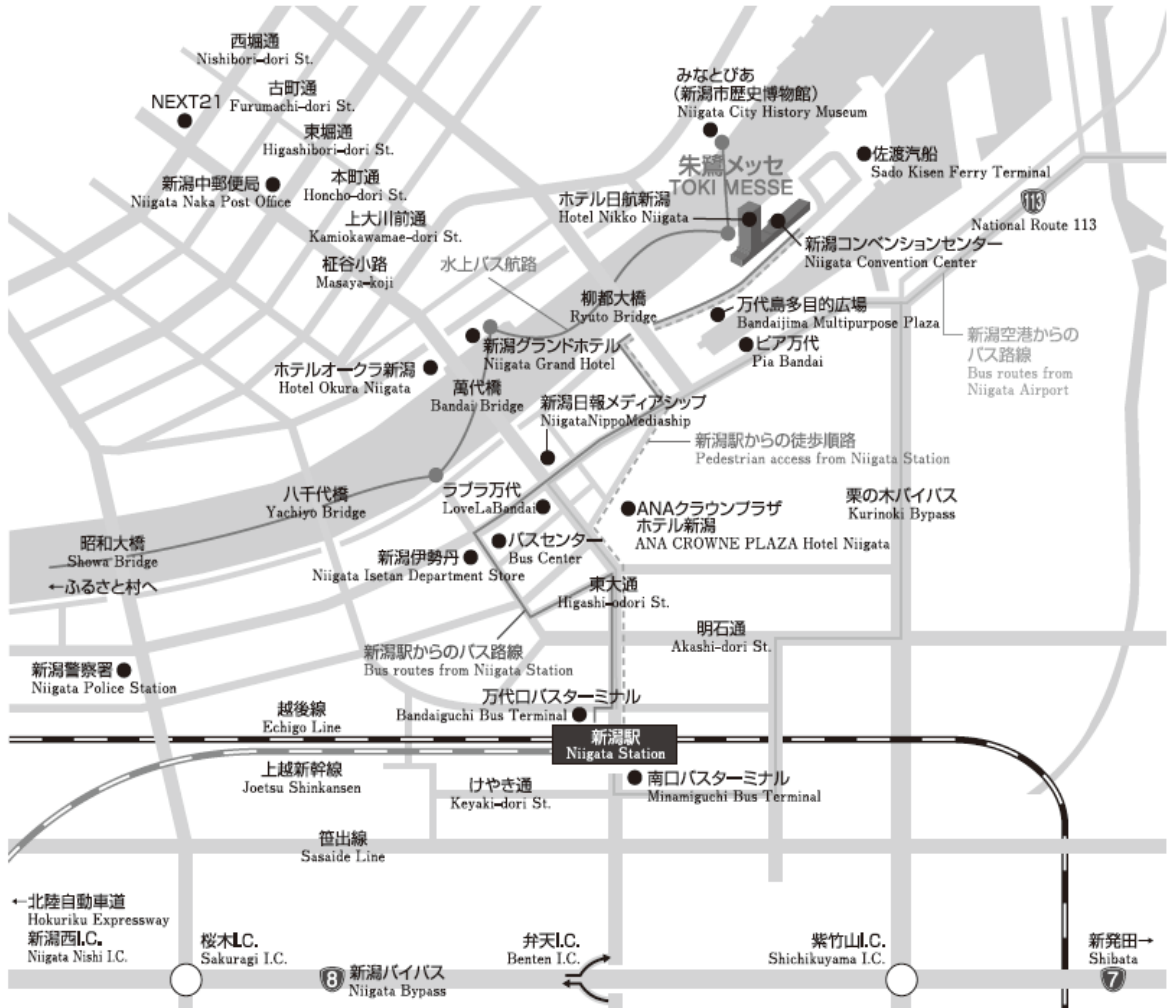 西堀通
Nishibori-dori St.
古町通
Furumachi-dori St.
NEXT21
東堀通
Higashibori-dori St.
新潟中郵便局
Niigata Naka Post Office
本町通
Honcho-dori St.
上大川前通
Kamiokawamae-dori St.
柾谷小路
Masaya-koji
水上バス航路
みなとぴあ
(新潟市歴史博物館)
Niigata City History Museum
朱鷺メッセ
TOKI MESSE
佐渡汽船
Sado Kisen Ferry Terminal
ホテル日航新潟
Hotel Nikko Niigata
113
National Route 113
新潟コンベンションセンター
Niigata Convention Center
柳都大橋
Ryuto Bridge
万代島多目的広場
Bandaijima Multipurpose Plaza
ピア万代
Pia Bandai
新潟空港からの
バス路線
Bus routes from
Niigata Airport
新潟グランドホテル
Niigata Grand Hotel
ホテルオークラ新潟
Hotel Okura Niigata
萬代橋
Bandai Bridge
新潟日報メディアシップ
NiigataNippoMediaship
新潟駅からの徒歩順路
Pedestrian access from Niigata Station
八千代橋
Yachiyo Bridge
ラブラ万代
LoveLaBandai
ANAクラウンプラザ
ホテル新潟
ANA CROWNE PLAZA Hotel Niigata
栗の木バイパス
Kurinoki Bypass
昭和大橋
Showa Bridge
←ふるさと村へ
バスセンター
Bus Center
新潟伊勢丹
Niigata Isetan Department Store
東大通
Higashi-odori St.
明石通
Akashi-dori St.
新潟駅からのバス路線
Bus routes from Niigata Station
新潟警察署
Niigata Police Station
万代口バスターミナル
Bandaiguchi Bus Terminal
越後線
Echigo Line
新潟駅
Niigata Station
上越新幹線
Joetsu Shinkansen
けやき通
Keyaki-dori St.
南口バスターミナル
Minamiguchi Bus Terminal
笹出線
Sasaide Line
←北陸自動車道
Hokuriku Expressway
新潟西I.C.
Niigata Nishi I.C.
桜木I.C.
Sakuragi I.C.
8
新潟バイパス
Niigata Bypass
弁天I.C.
Benten I.C.
紫竹山I.C.
Shichikuyama I.C.
新発田→
Shibata
7